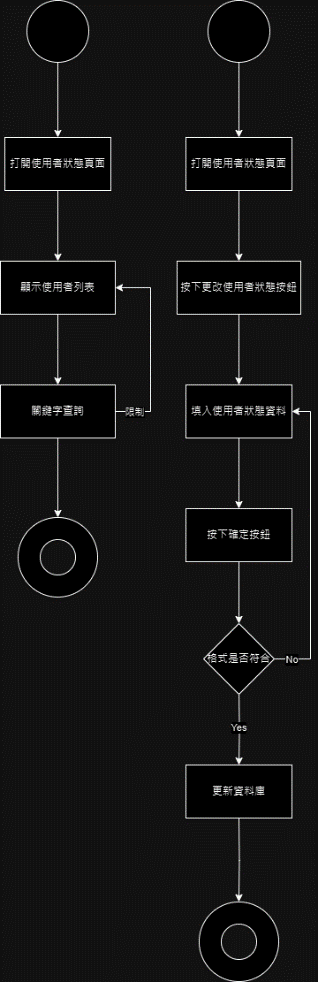 打開使用者狀態頁面
顯示使用者列表
關鍵字查詢
限制
打開使用者狀態頁面
按下更改使用者狀態按鈕
填入使用者狀態資料
按下確定按鈕
格式是否符合
No
Yes
更新資料庫